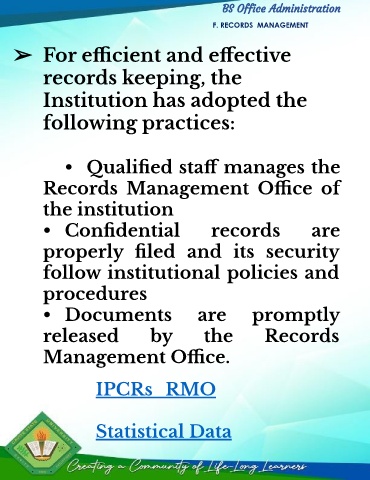 BS Office Administration
F. RECORDS MANAGEMENT
➢ For efficient and effective
records keeping, the
Institution has adopted the
following practices:
• Qualified staff manages the
Records Management Office of
the institution
• Confidential records are
properly filed and its security
follow institutional policies and
procedures
• Documents are promptly
released by the Records
Management Office.
IPCRs RMO
Statistical Data
Creating a Community of Life-Long Learners